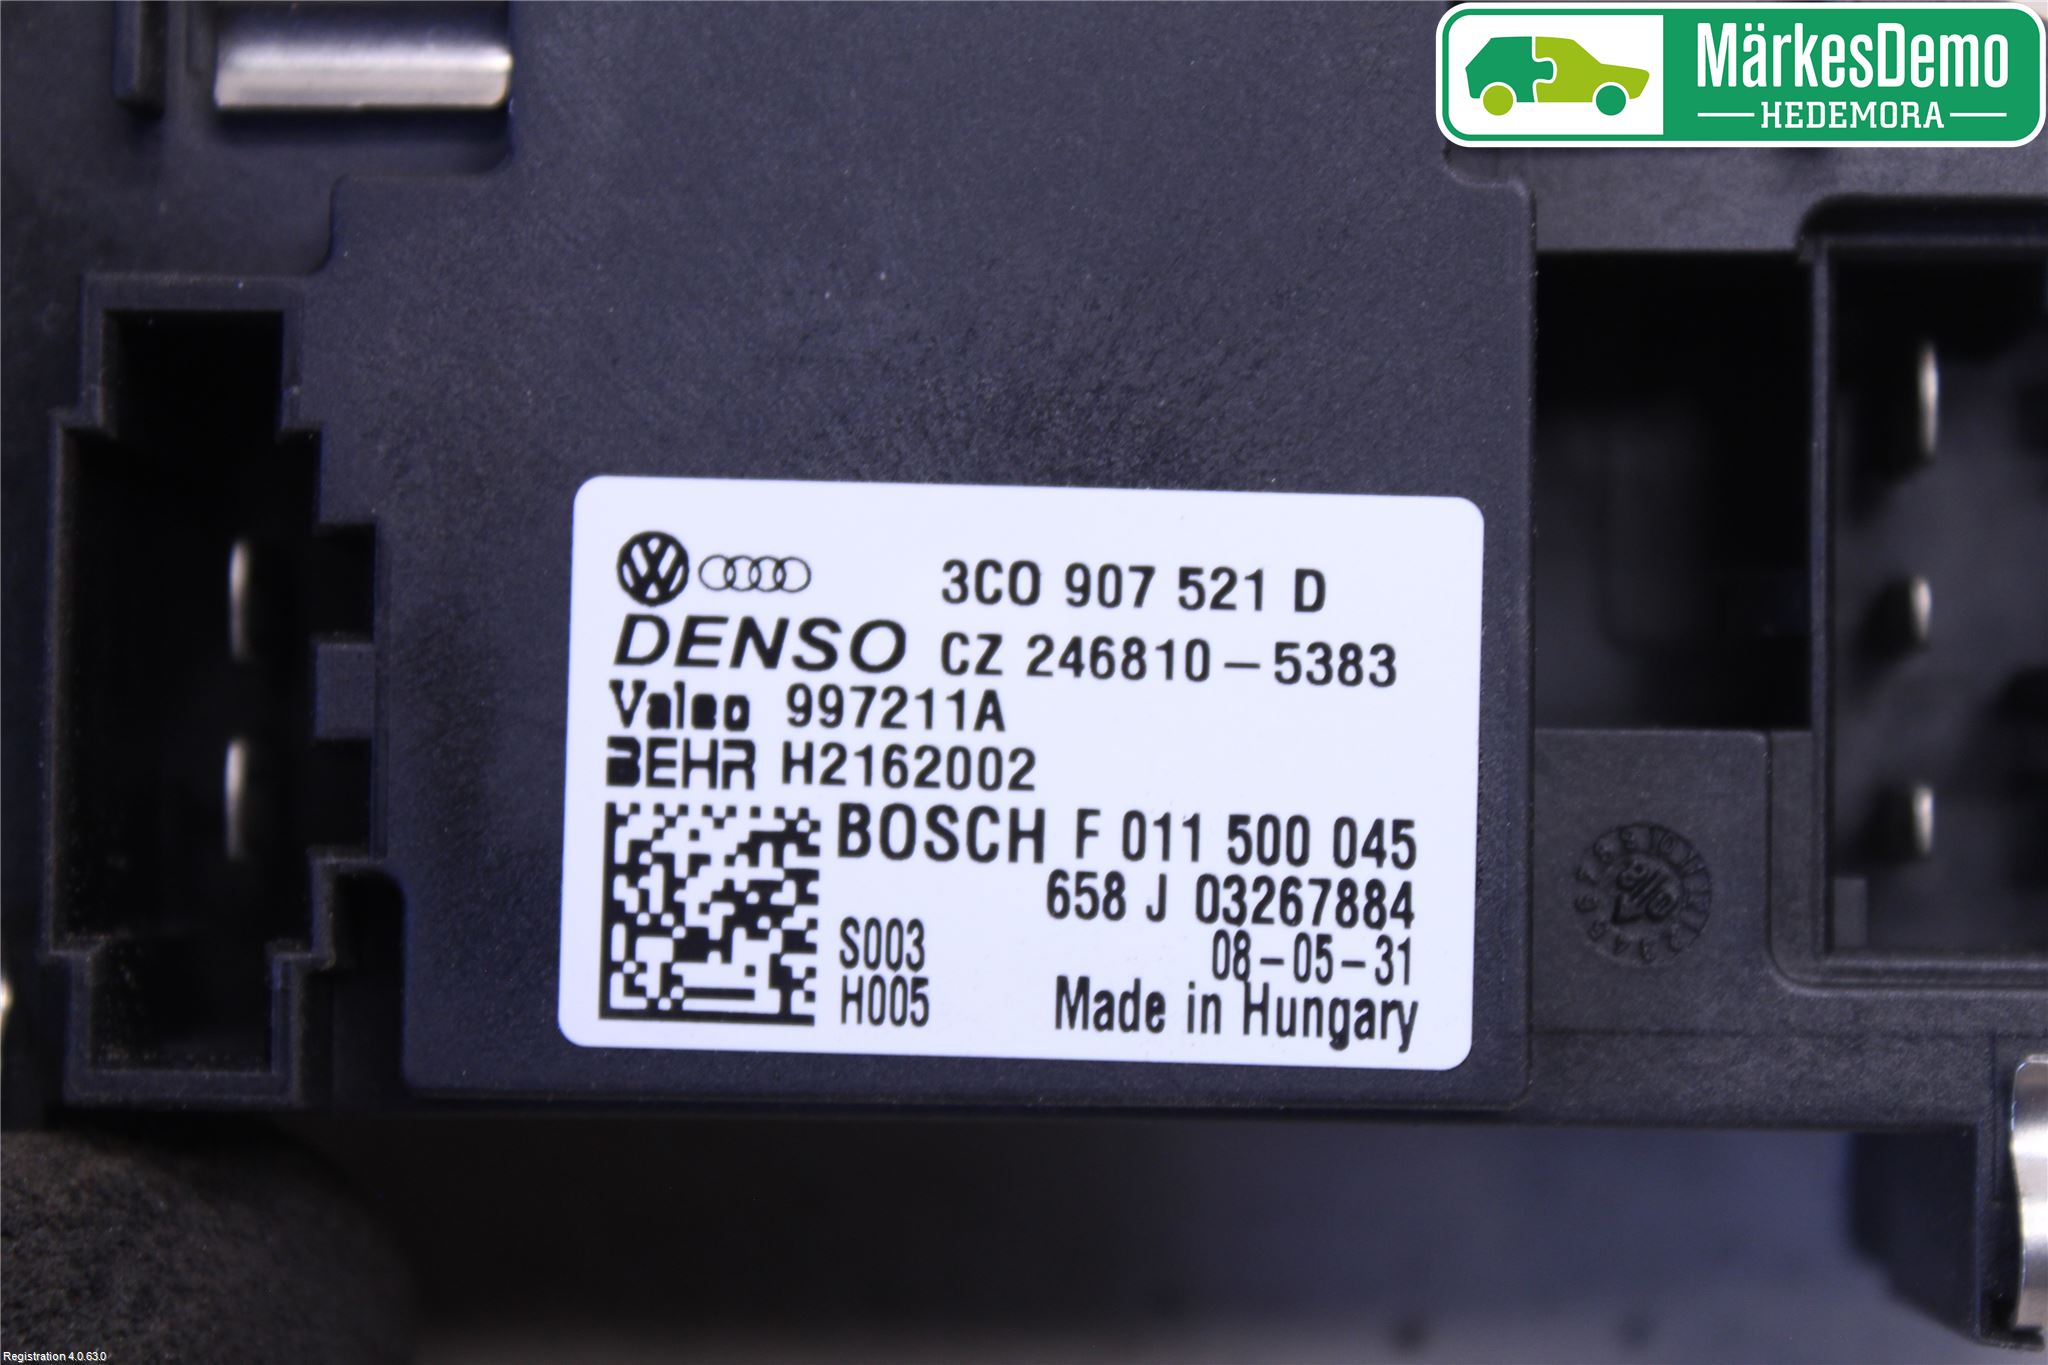 MärkesDemo
HEDEMORA
3C0 907 521 D
DENSO CZ 246810-5383
Valeo 997211A
BEHR H2162002
BOSCH F 011 500 045
658 J 03267884
S003 08-05-31
H005 Made in Hungary
Registration 4.0.63.0